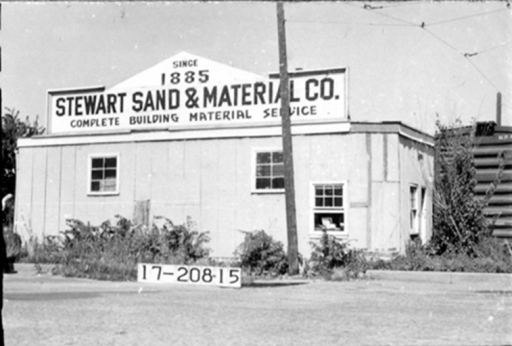 SINCE
1885
STEWART SAND & MATERIAL CO.
COMPLETE BUILDING MATERIAL SERVICE
17-208-15